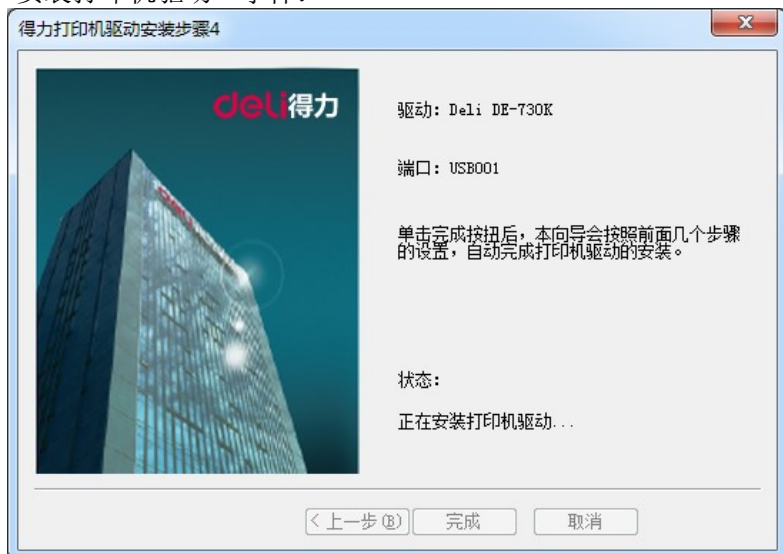 得力打印机驱动安装步骤4
deli得力
驱动: Deli DE-730K
端口: USB001
单击完成按扭后，本向导会按照前面几个步骤
的设置，自动完成打印机驱动的安装。
状态:
正在安装打印机驱动...
< 上一步(B)
完成
取消